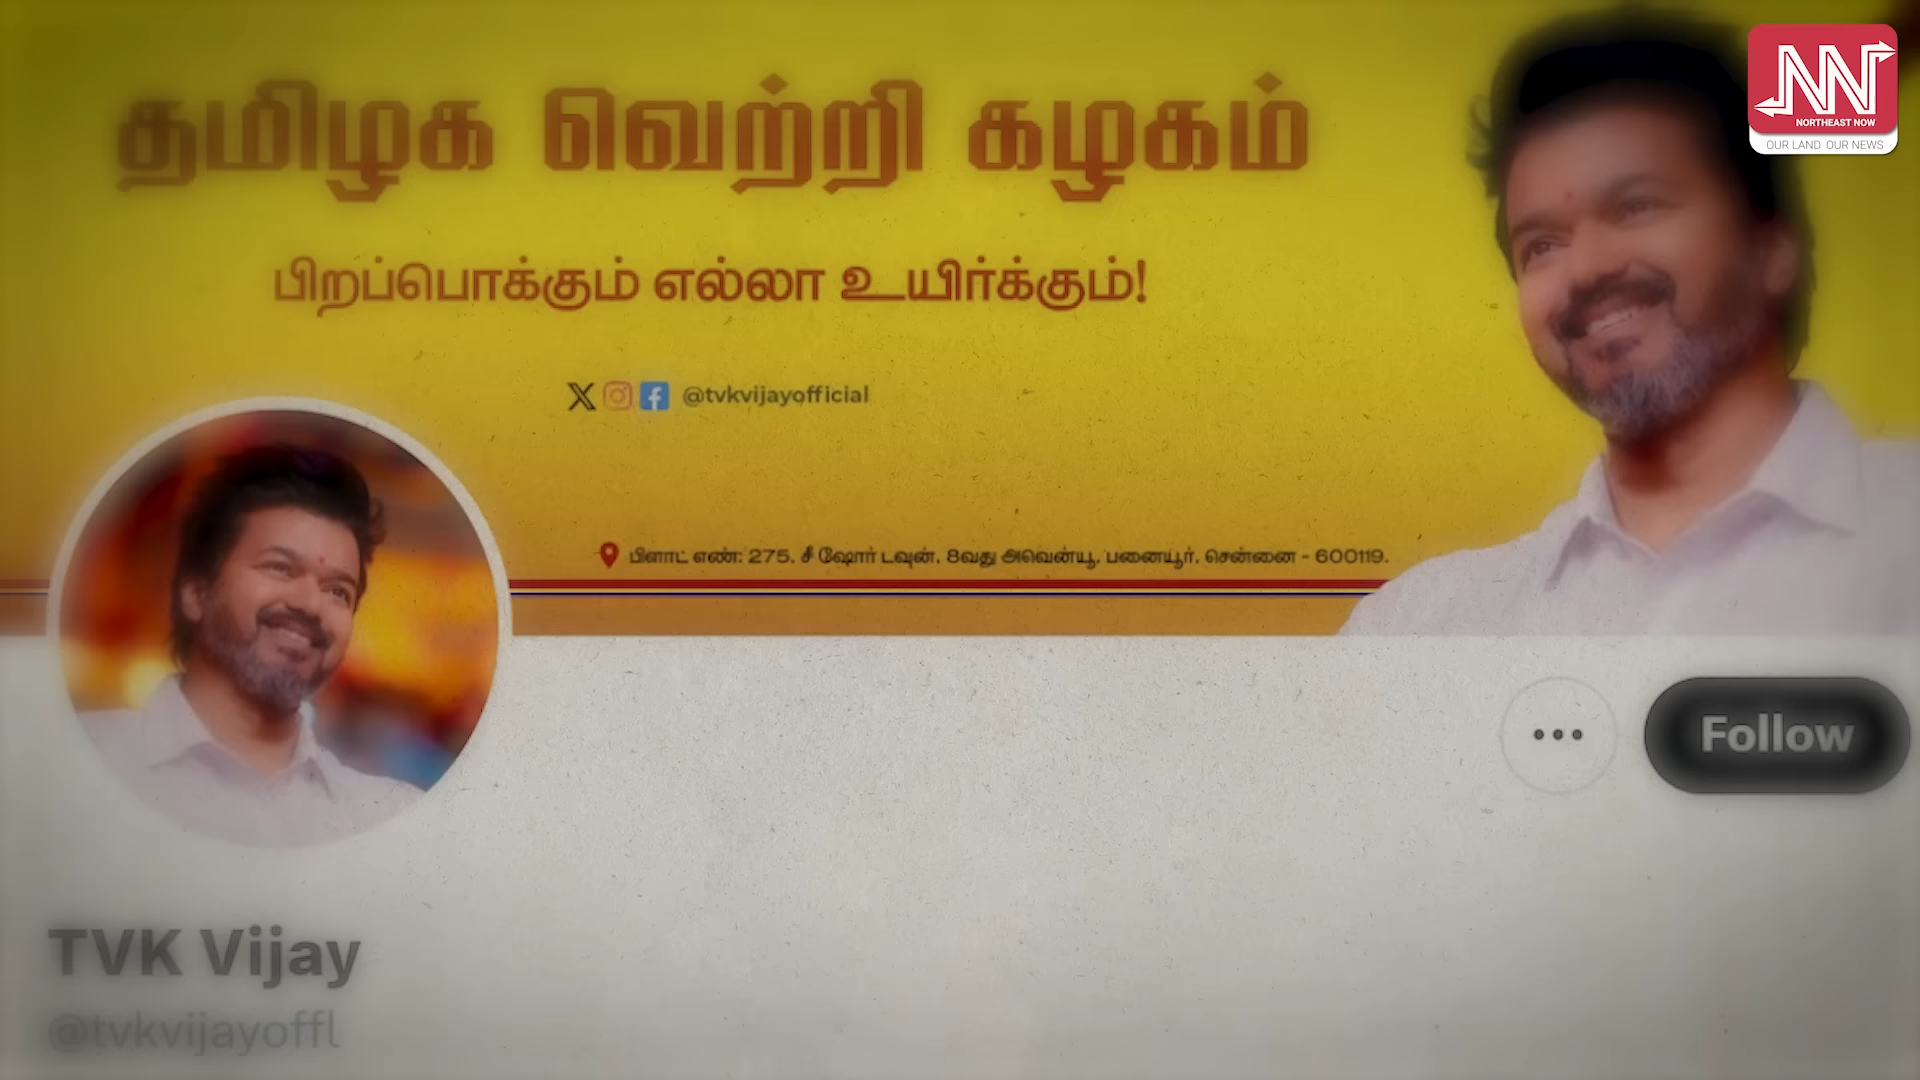 தமிழக வெற்றி கழகம்
NORTHEAST NOW
OUR LAND OUR NEWS
பிறப்பொக்கும் எல்லா உயிர்க்கும்!
@tvkvijayofficial
பிளாட் எண்: 275, சீ ஷோர் டவுன், 8வது அவென்யூ, பனையூர், சென்னை - 600119.
Follow
TVK Vijay
@tvkvijayoffl